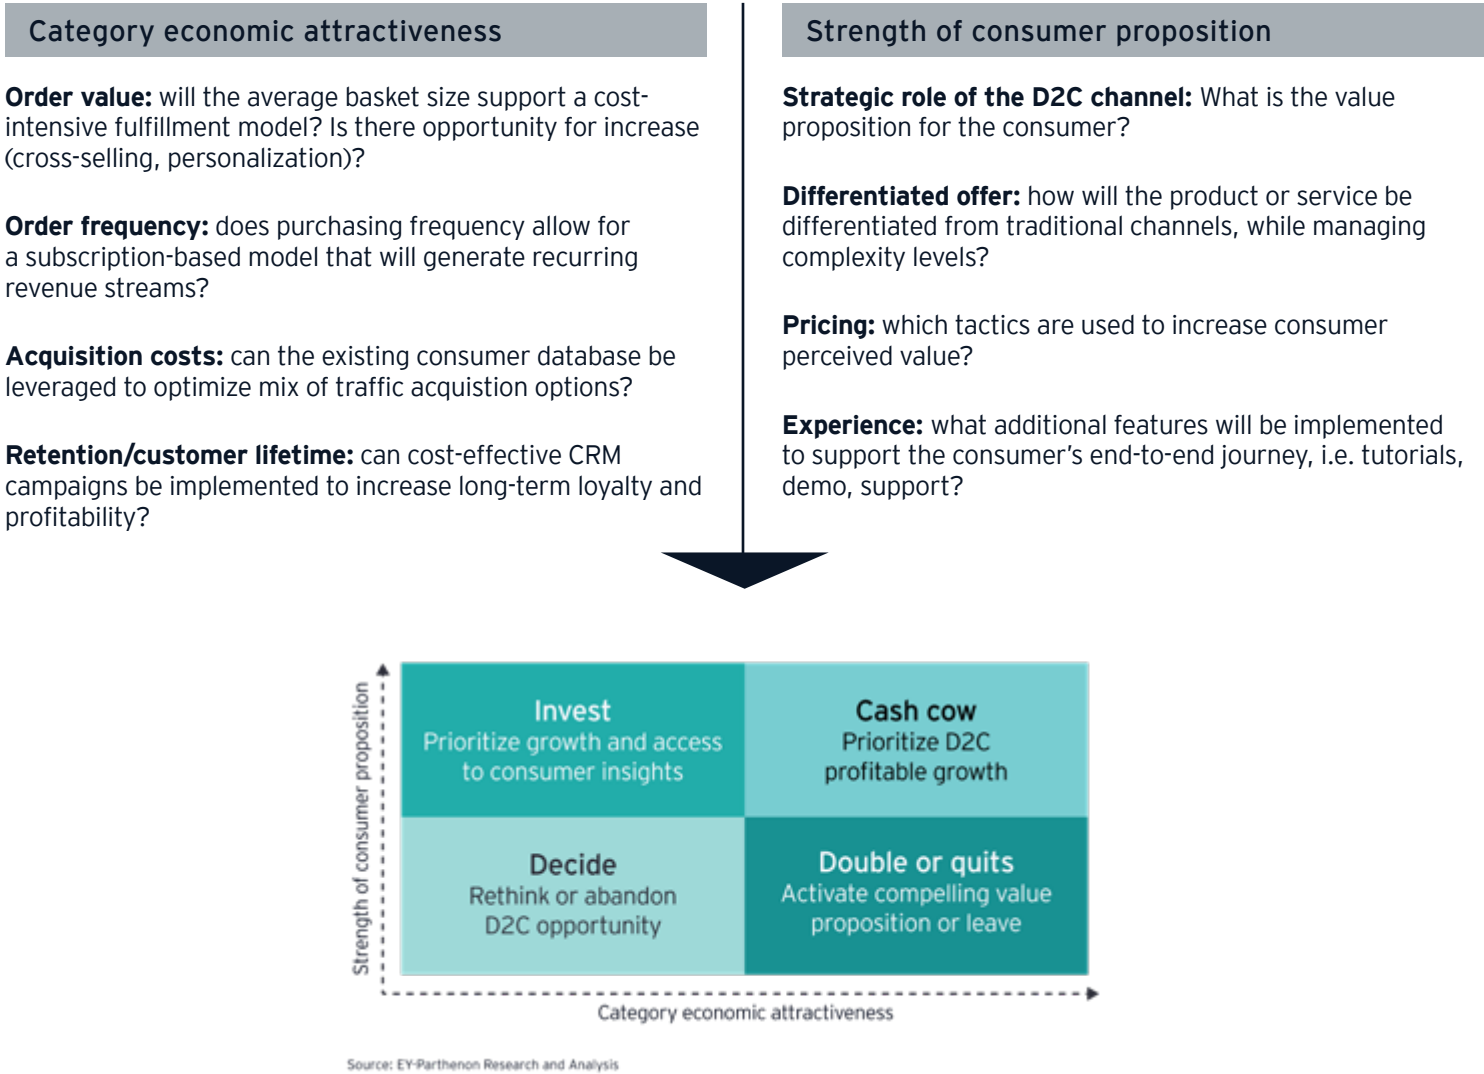 Category economic attractiveness
Order value: will the average basket size support a cost-
intensive fulfillment model? Is there opportunity for increase
(cross-selling, personalization)?
Order frequency: does purchasing frequency allow for
a subscription-based model that will generate recurring
revenue streams?
Acquisition costs: can the existing consumer database be
leveraged to optimize mix of traffic acquistion options?
Retention/customer lifetime: can cost-effective CRM
campaigns be implemented to increase long-term loyalty and
profitability?
Strength of consumer proposition
Strategic role of the D2C channel: What is the value
proposition for the consumer?
Differentiated offer: how will the product or service be
differentiated from traditional channels, while managing
complexity levels?
Pricing: which tactics are used to increase consumer
perceived value?
Experience: what additional features will be implemented
to support the consumer's end-to-end journey, i.e. tutorials,
demo, support?
Strength of consumer proposition
Invest
Prioritize growth and access
to consumer insights
Cash cow
Prioritize D2C
profitable growth
Decide
Rethink or abandon
D2C opportunity
Double or quits
Activate compelling value
proposition or leave
Category economic attractiveness
Source: EY-Parthenon Research and Analysis